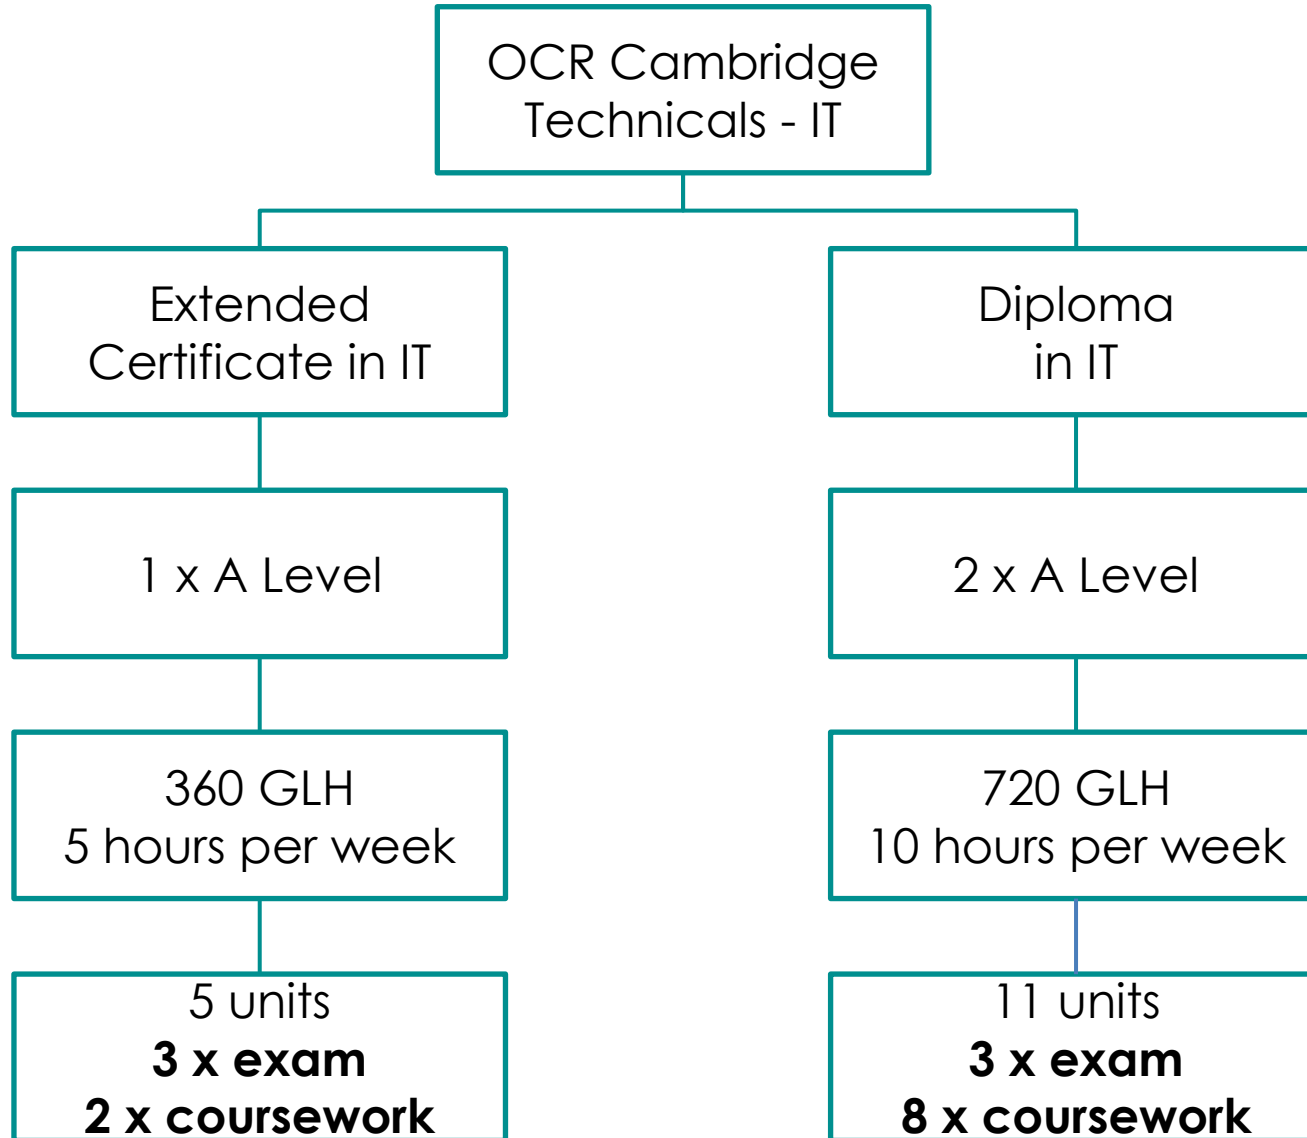 OCR Cambridge
Technicals - IT
Extended
Certificate in IT
Diploma
in IT
1 x A Level
2 x A Level
360 GLH
5 hours per week
720 GLH
10 hours per week
5 units
3 x exam
2 x coursework
11 units
3 x exam
8 x coursework